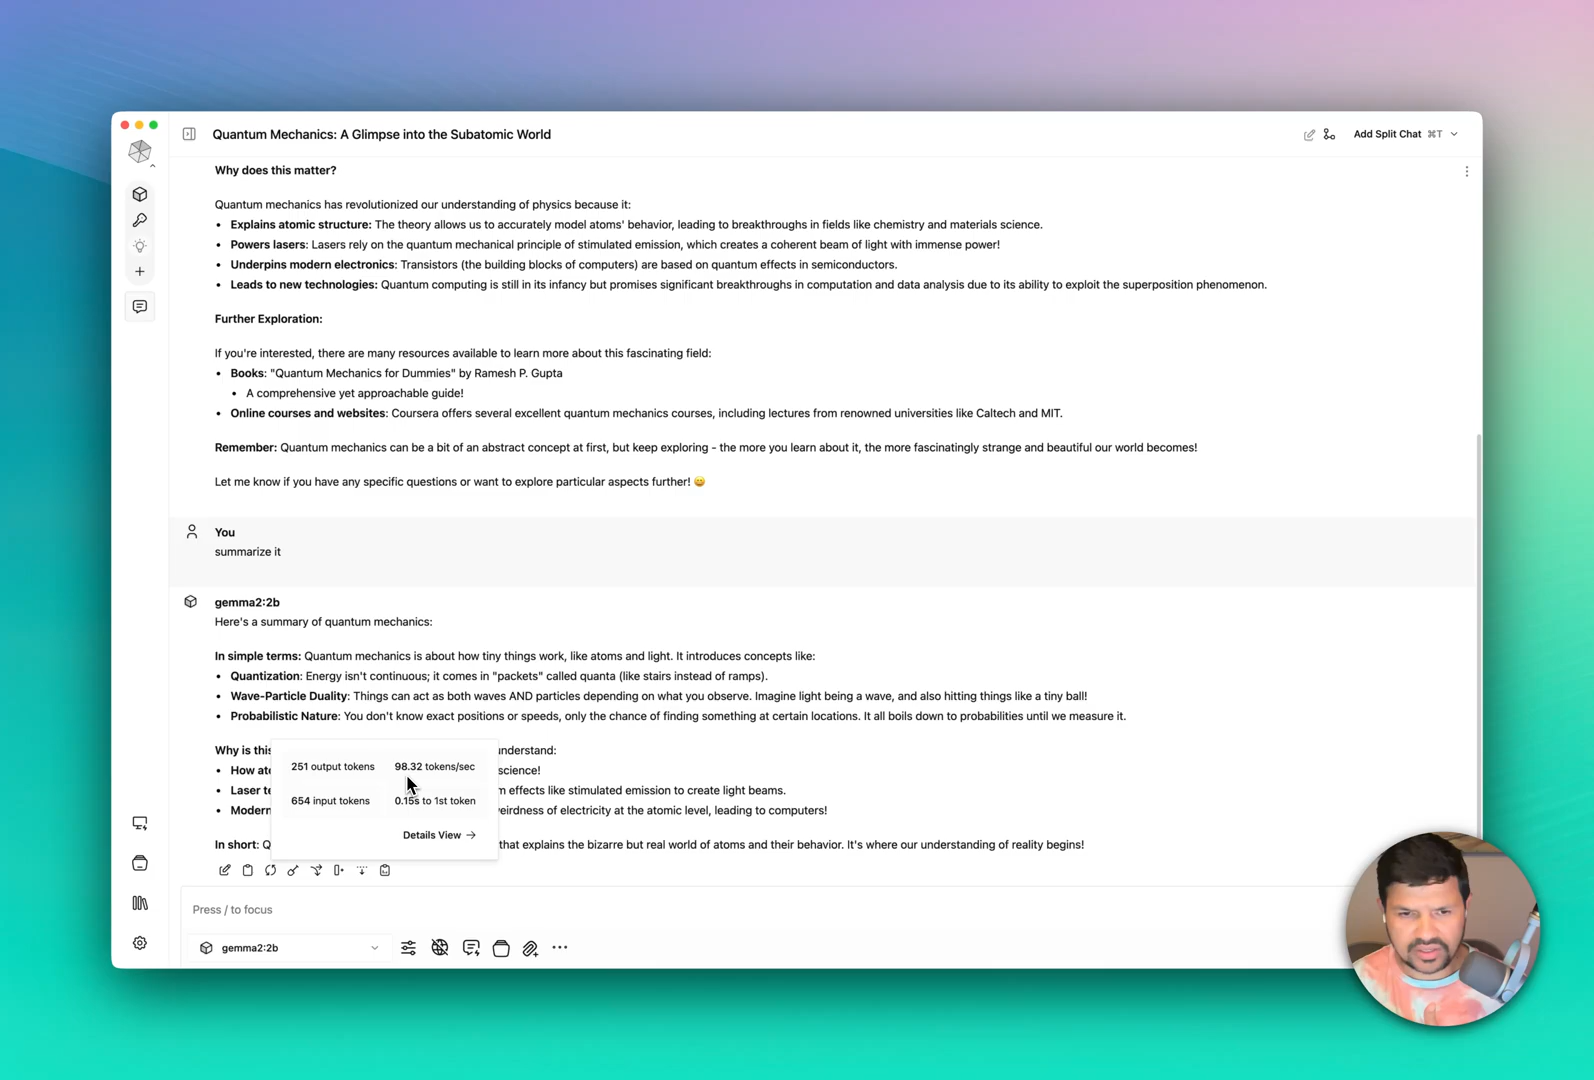 Quantum Mechanics: A Glimpse into the Subatomic World
Add Split Chat ⌘T
Why does this matter?
Quantum mechanics has revolutionized our understanding of physics because it:
• Explains atomic structure: The theory allows us to accurately model atoms' behavior, leading to breakthroughs in fields like chemistry and materials science.
• Powers lasers: Lasers rely on the quantum mechanical principle of stimulated emission, which creates a coherent beam of light with immense power!
• Underpins modern electronics: Transistors (the building blocks of computers) are based on quantum effects in semiconductors.
• Leads to new technologies: Quantum computing is still in its infancy but promises significant breakthroughs in computation and data analysis due to its ability to exploit the superposition phenomenon.
Further Exploration:
If you're interested, there are many resources available to learn more about this fascinating field:
• Books: "Quantum Mechanics for Dummies" by Ramesh P. Gupta
• A comprehensive yet approachable guide!
• Online courses and websites: Coursera offers several excellent quantum mechanics courses, including lectures from renowned universities like Caltech and MIT.
Remember: Quantum mechanics can be a bit of an abstract concept at first, but keep exploring - the more you learn about it, the more fascinatingly strange and beautiful our world becomes!
Let me know if you have any specific questions or want to explore particular aspects further! 😄
You
summarize it
gemma2:2b
Here's a summary of quantum mechanics:
In simple terms: Quantum mechanics is about how tiny things work, like atoms and light. It introduces concepts like:
• Quantization: Energy isn't continuous; it comes in "packets" called quanta (like stairs instead of ramps).
• Wave-Particle Duality: Things can act as both waves AND particles depending on what you observe. Imagine light being a wave, and also hitting things like a tiny ball!
• Probabilistic Nature: You don't know exact positions or speeds, only the chance of finding something at certain locations. It all boils down to probabilities until we measure it.
Why is this understand:
• How science!
• Laser effects like stimulated emission to create light beams.
• Modern of electricity at the atomic level, leading to computers!
In short: that explains the bizarre but real world of atoms and their behavior. It's where our understanding of reality begins!
251 output tokens 98.32 tokens/sec
654 input tokens 0.15s to 1st token
Details View →
Press / to focus
gemma2:2b